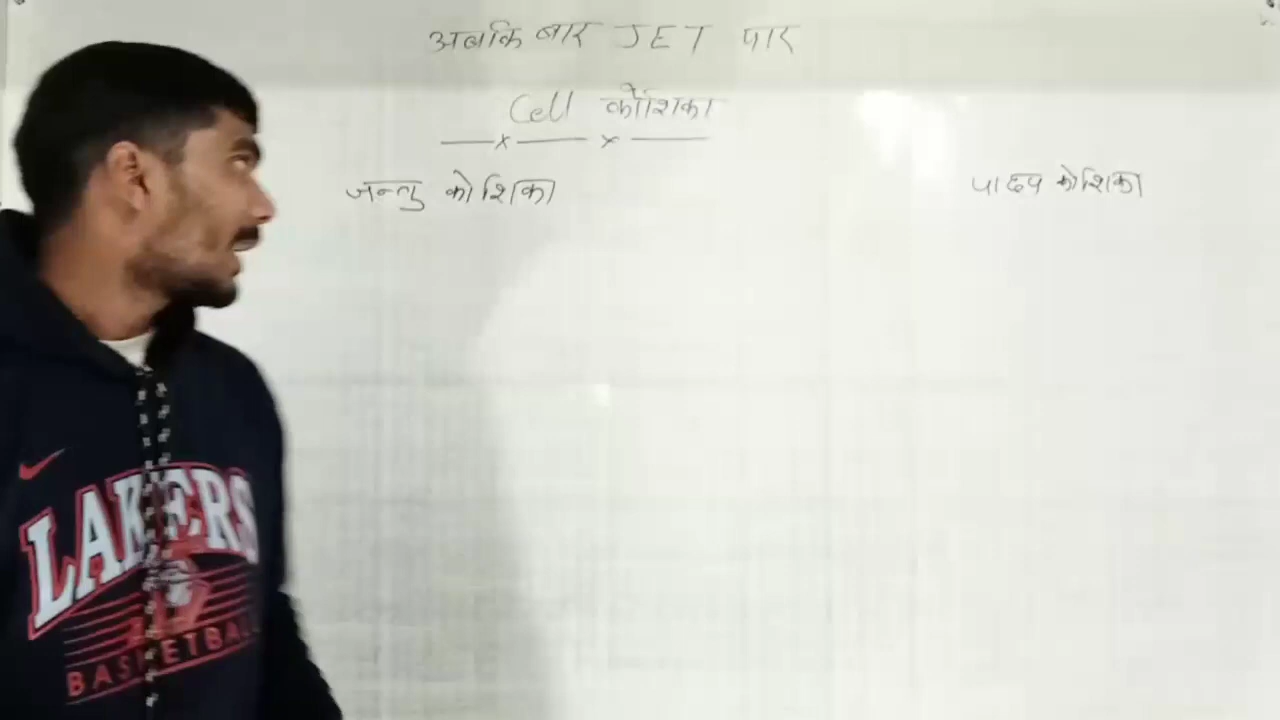 अबकि बार JET पार
Cell कोशिका
जन्तु कोशिका
पादप कोशिका
LAKERS
BASKETBALL